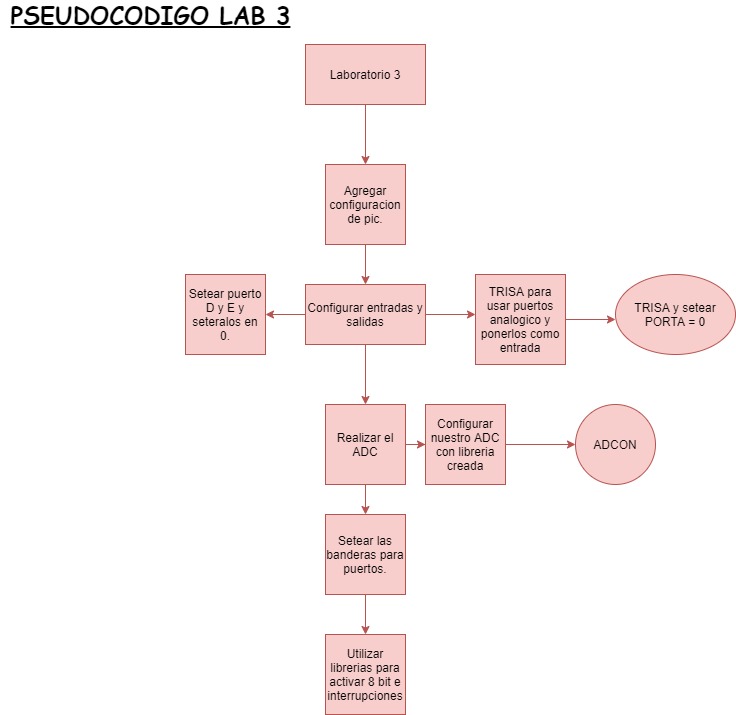 PSEUDOCODIGO LAB 3
Laboratorio 3
Agregar
configuracion
de pic.
Setear puerto
D y E y
seteralos en
0.
Configurar entradas y
salidas
TRISA para
usar puertos
analogico y
ponerlos como
entrada
TRISA y setear
PORTA = 0
Realizar el
ADC
Configurar
nuestro ADC
con libreria
creada
ADCON
Setear las
banderas para
puertos.
Utilizar
librerias para
activar 8 bit e
interrupciones